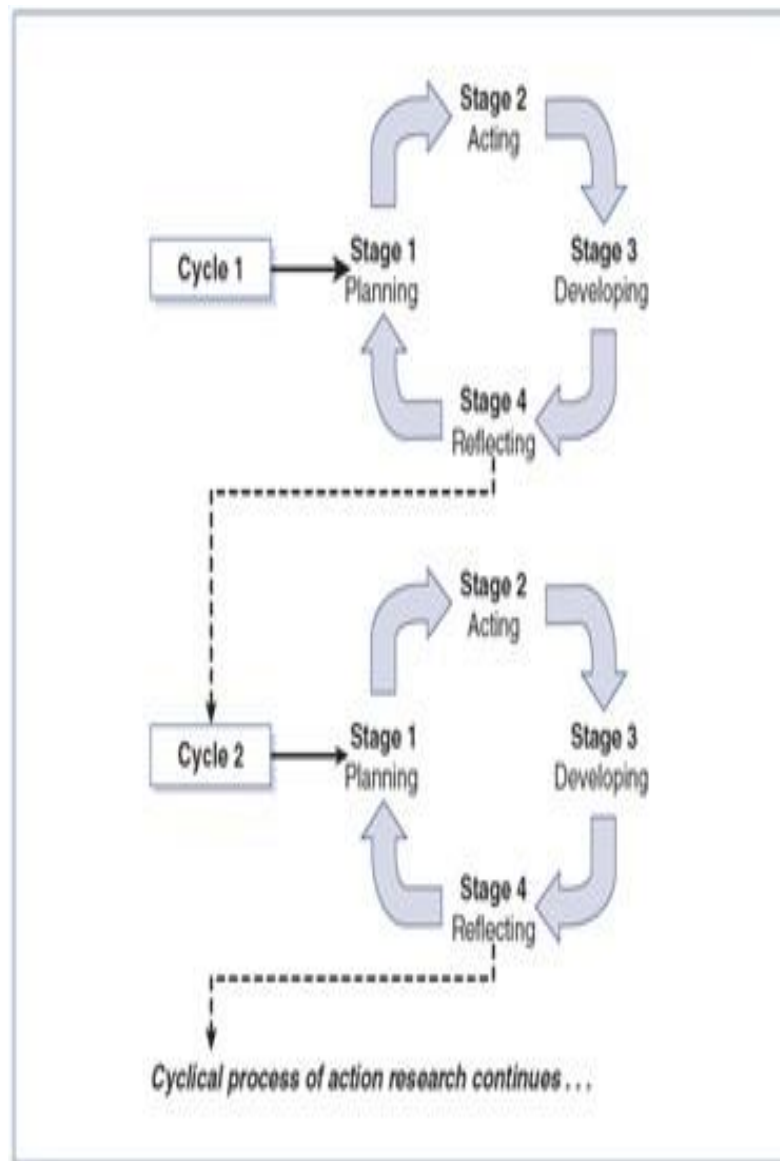 Stage 2
Acting
Cycle 1
Stage 1
Planning
Stage 3
Developing
Stage 4
Reflecting
Stage 2
Acting
Cycle 2
Stage 1
Planning
Stage 3
Developing
Stage 4
Reflecting
Cyclical process of action research continues . . .